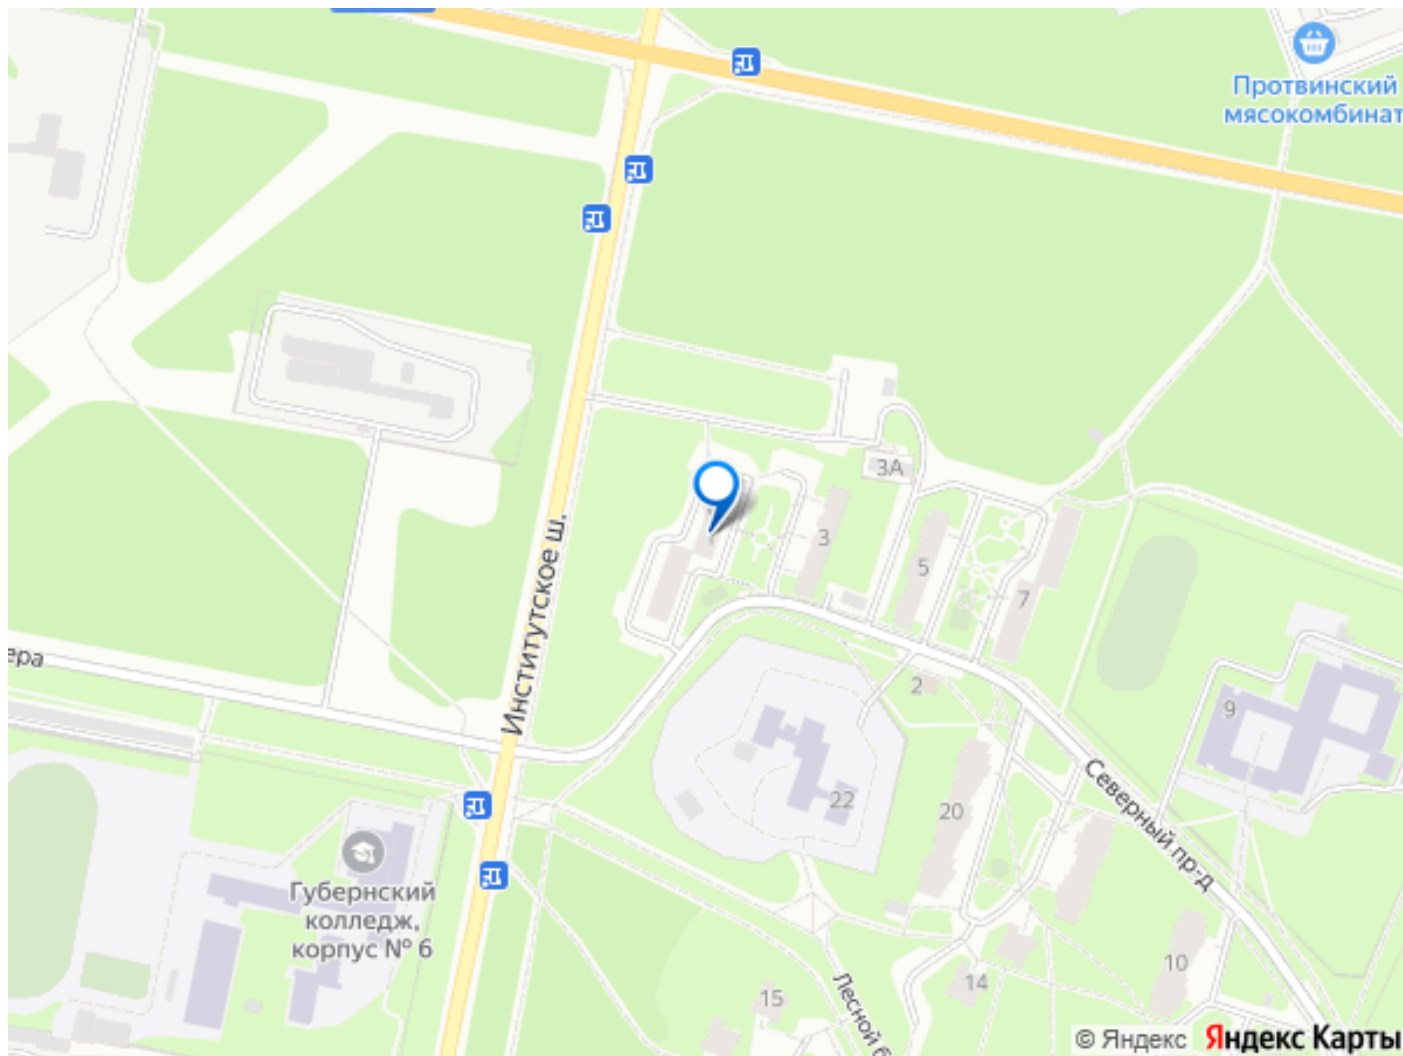 Протвинский
мясокомбинат
3А
3
5
7
Институтское ш.
ера
2
9
22
20
Северный пр-д
Губернский
колледж,
корпус № 6
10
14
15
Лесной б
© Яндекс Яндекс Карты